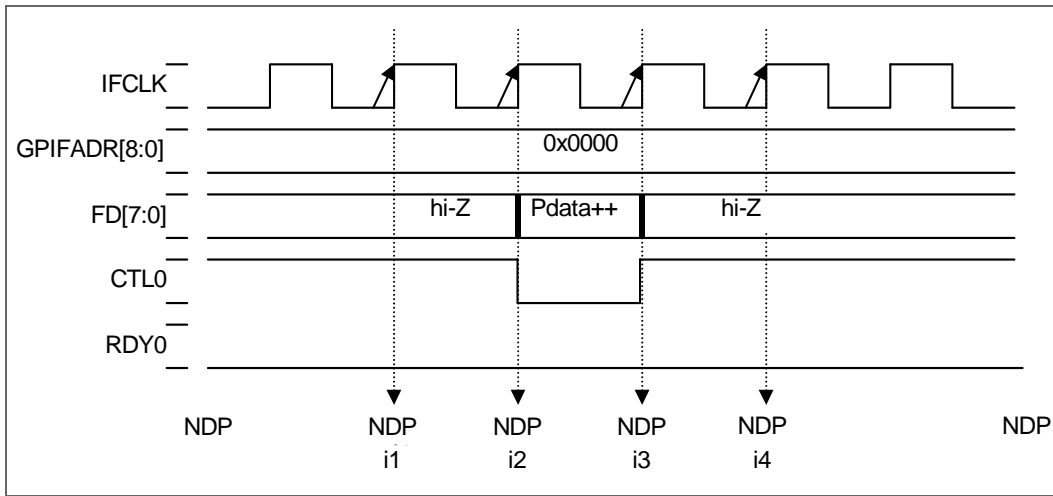 IFCLK
GPIFADR[8:0]
0x0000
FD[7:0]
hi-Z
Pdata++
hi-Z
CTL0
RDY0
NDP NDP NDP NDP NDP NDP
i1 i2 i3 i4